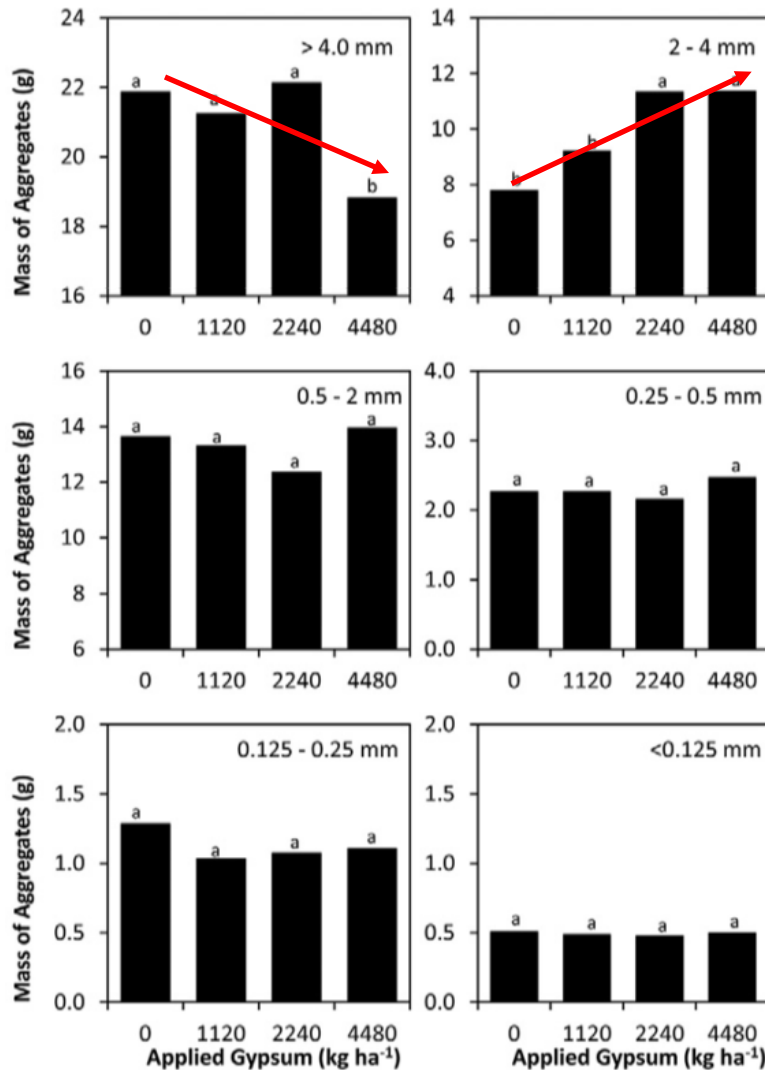 Mass of Aggregates (g)
24
22
20
18
16
> 4.0 mm
a
a
a
b
0 1120 2240 4480
14
12
10
8
6
4
2 - 4 mm
b
b
a
a
0 1120 2240 4480
Mass of Aggregates (g)
16
14
12
10
8
6
0.5 - 2 mm
a
a
a
a
0 1120 2240 4480
4.0
3.0
2.0
1.0
0.0
0.25 - 0.5 mm
a
a
a
a
0 1120 2240 4480
Mass of Aggregates (g)
2.0
1.5
1.0
0.5
0.0
0.125 - 0.25 mm
a
a
a
a
0 1120 2240 4480
Applied Gypsum (kg ha⁻¹)
2.0
1.5
1.0
0.5
0.0
<0.125 mm
a
a
a
a
0 1120 2240 4480
Applied Gypsum (kg ha⁻¹)